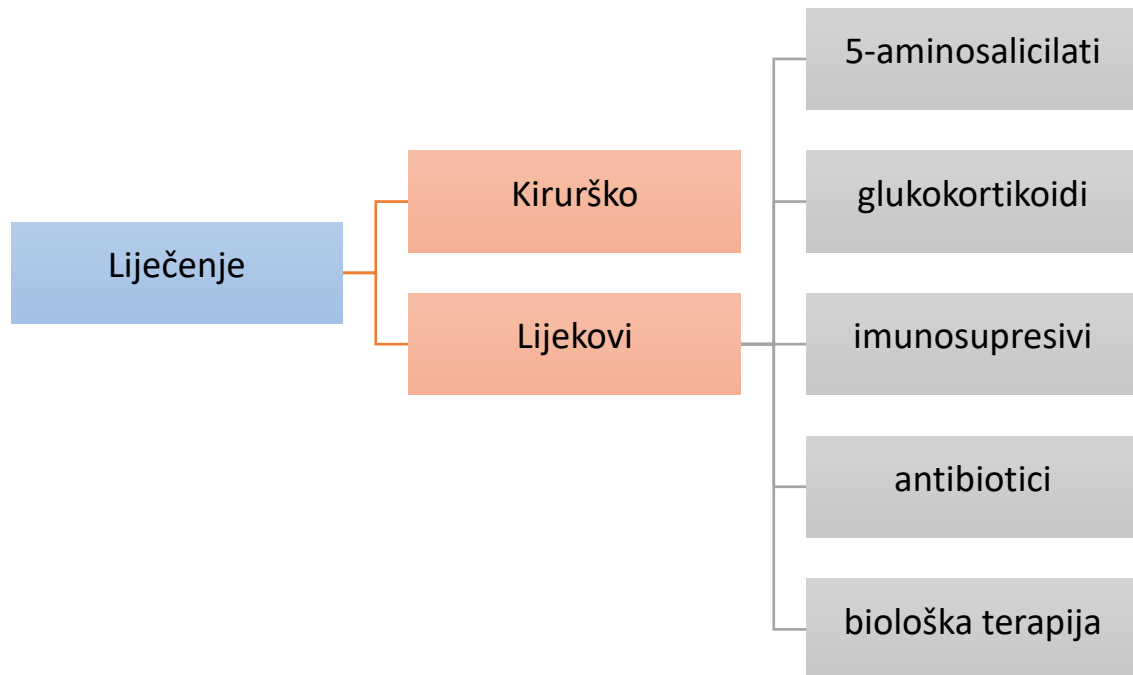 Liječenje
Kirurško
Lijekovi
5-aminosalicilati
glukokortikoidi
imunosupresivi
antibiotici
biološka terapija